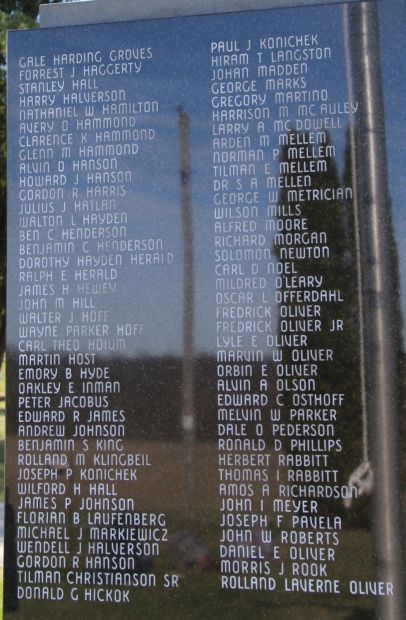 GALE HARDING GROVES
FORREST J HAGGERTY
STANLEY HALL
HARRY HALVERSON
NATHANIEL W HAMILTON
AVERY O HAMMOND
CLARENCE K HAMMOND
GLENN M HAMMOND
ALVIN O HANSON
HOWARD J HANSON
GORDON R HARRIS
JULIUS J HATLAN
WALTON L HAYDEN
BEN C HENDERSON
BENJAMIN C HENDERSON
DOROTHY HAYDEN HERALD
RALPH E HERALD
JAMES H HEWEY
JOHN M HILL
WALTER J HOFF
WAYNE PARKER HOFF
CARL THEO HOIUM
MARTIN HOST
EMORY B HYDE
OAKLEY E INMAN
PETER JACOBUS
EDWARD R JAMES
ANDREW JOHNSON
BENJAMIN S KING
ROLLAND M KLINGBEIL
JOSEPH P KONICHEK
WILFORD H HALL
JAMES P JOHNSON
FLORIAN B LAUFENBERG
MICHAEL J MARKIEWICZ
WENDELL J HALVERSON
GORDON R HANSON
TILMAN CHRISTIANSON SR
DONALD G HICKOK
PAUL J KONICHEK
HIRAM T LANGSTON
JOHAN MADDEN
GEORGE MARKS
GREGORY MARTINO
HARRISON M MC AULEY
LARRY A MC DOWELL
ARDEN M MELLEM
NORMAN P MELLEM
TILMAN E MELLEM
DR S A MELLEN
GEORGE W METRICIAN
WILSON MILLS
ALFRED MOORE
RICHARD MORGAN
SOLOMON NEWTON
CARL D NOEL
MILDRED O'LEARY
OSCAR L OFFERDAHL
FREDRICK OLIVER
FREDRICK OLIVER JR
LYLE E OLIVER
MARVIN W OLIVER
ORBIN E OLIVER
ALVIN A OLSON
EDWARD C OSTHOFF
MELVIN W PARKER
DALE O PEDERSON
RONALD D PHILLIPS
HERBERT RABBITT
THOMAS I RABBITT
AMOS A RICHARDSON
JOHN I MEYER
JOSEPH F PAVELA
JOHN W ROBERTS
DANIEL E OLIVER
MORRIS J ROOK
ROLLAND LAVERNE OLIVER